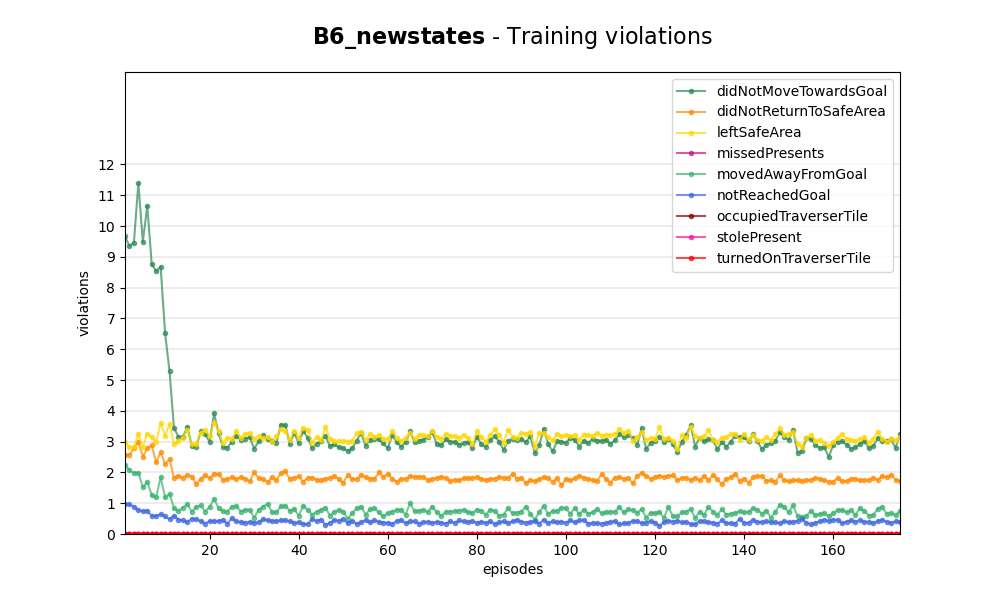 B6_newstates - Training violations
didNotMoveTowardsGoal
didNotReturnToSafeArea
leftSafeArea
missedPresents
movedAwayFromGoal
notReachedGoal
occupiedTraverserTile
stolePresent
turnedOnTraverserTile
12
11
10
9
8
7
6
5
4
3
2
1
0
violations
20 40 60 80 100 120 140 160
episodes